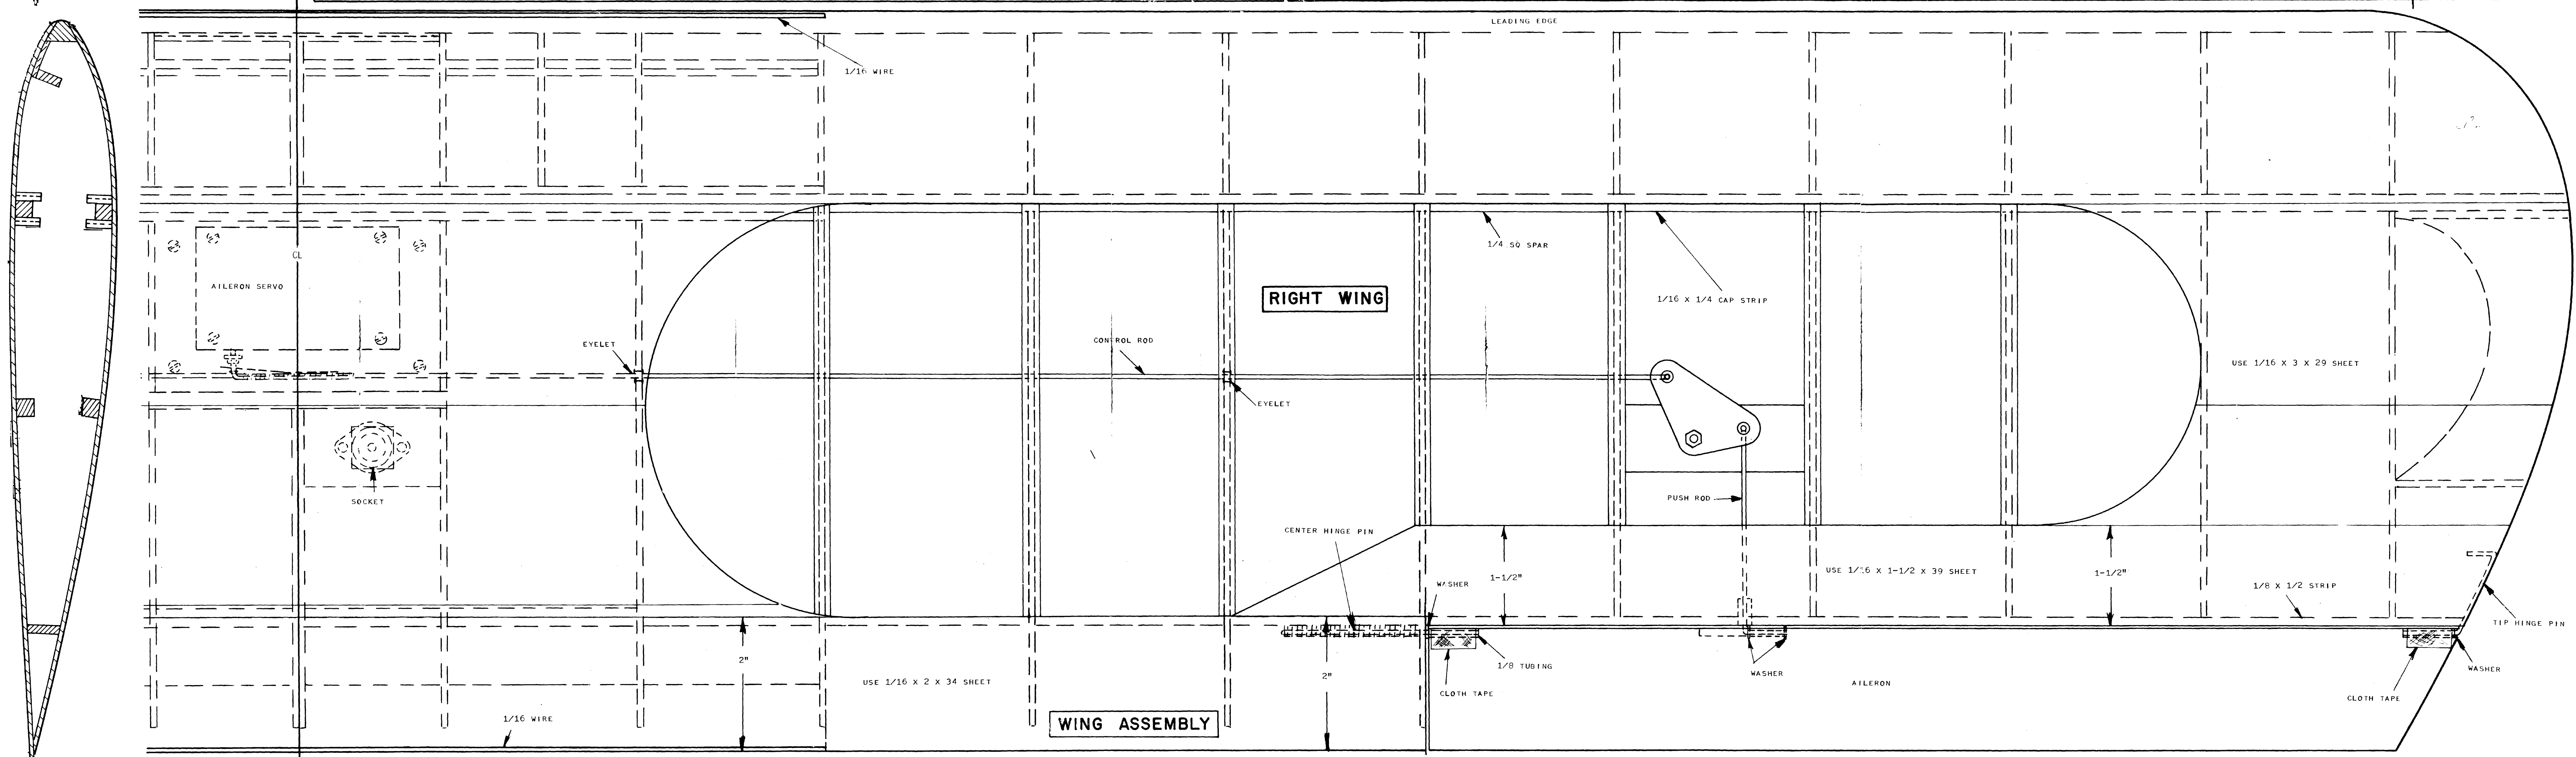 LEADING EDGE
1/16 WIRE
1/4 SQ SPAR
CL
AILERON SERVO
RIGHT WING
1/16 X 1/4 CAP STRIP
EYELET
CONTROL ROD
USE 1/16 X 3 X 29 SHEET
EYELET
SOCKET
PUSH ROD
CENTER HINGE PIN
WASHER
1-1/2"
USE 1/16 X 1-1/2 X 39 SHEET
1-1/2"
1/8 X 1/2 STRIP
TIP HINGE PIN
2"
2"
1/8 TUBING
WASHER
WASHER
USE 1/16 X 2 X 34 SHEET
CLOTH TAPE
AILERON
CLOTH TAPE
1/16 WIRE
WING ASSEMBLY